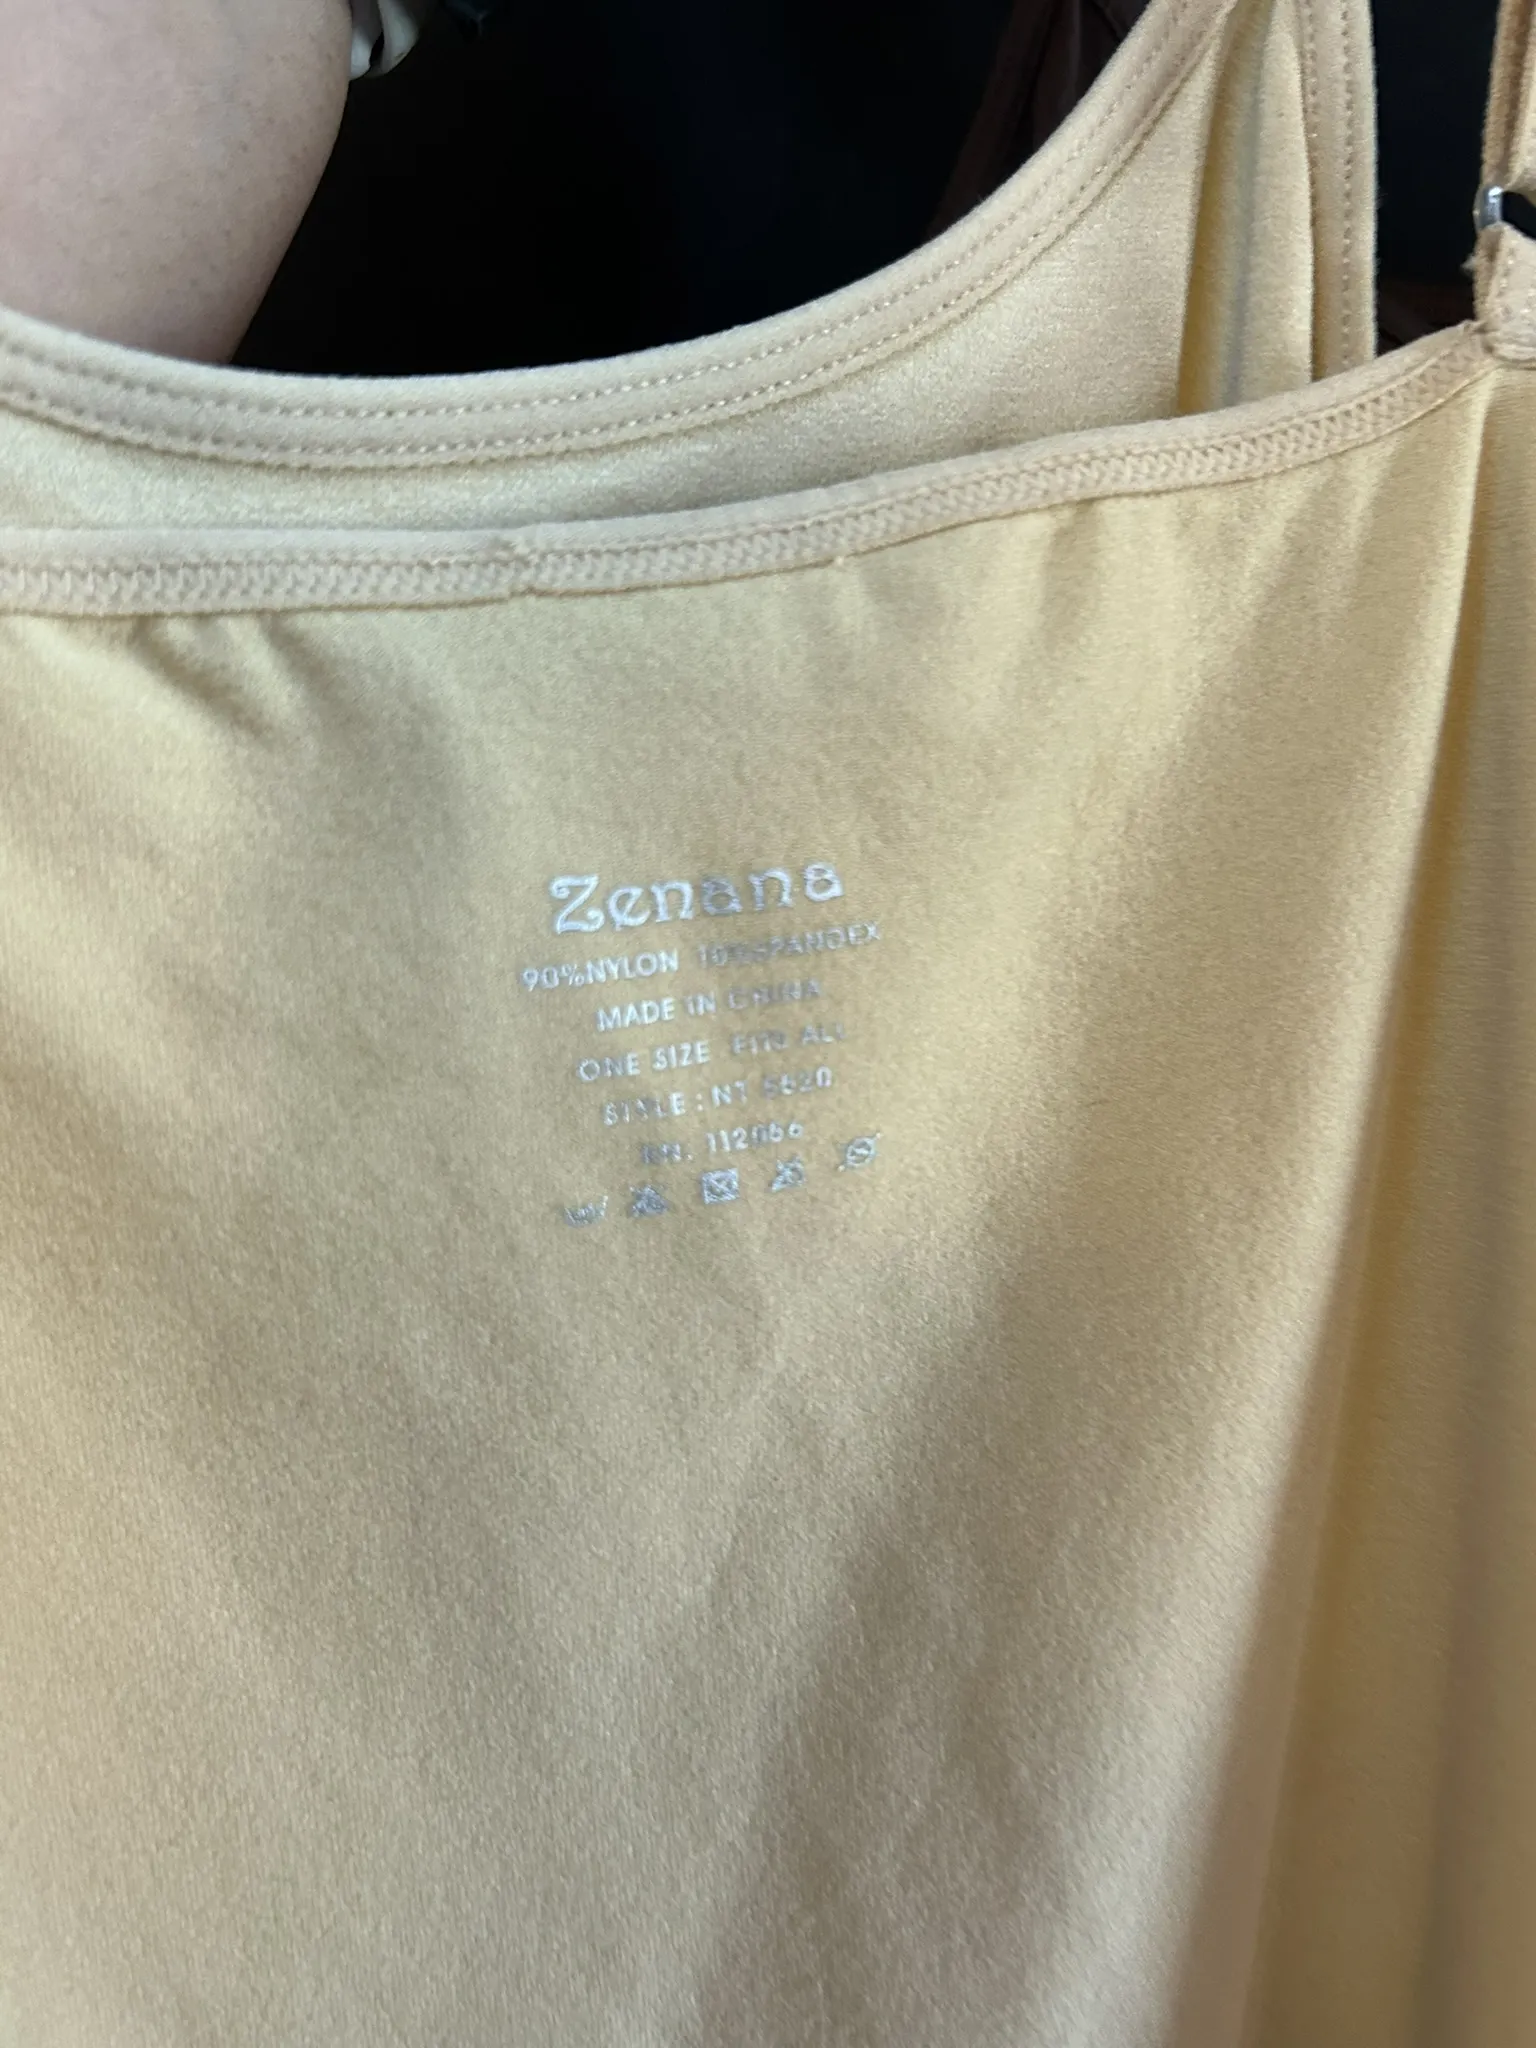 Zenana
90%NYLON 10%SPANDEX
MADE IN CHINA
ONE SIZE FITS ALL
STYLE : NT 5520
RN. 112056